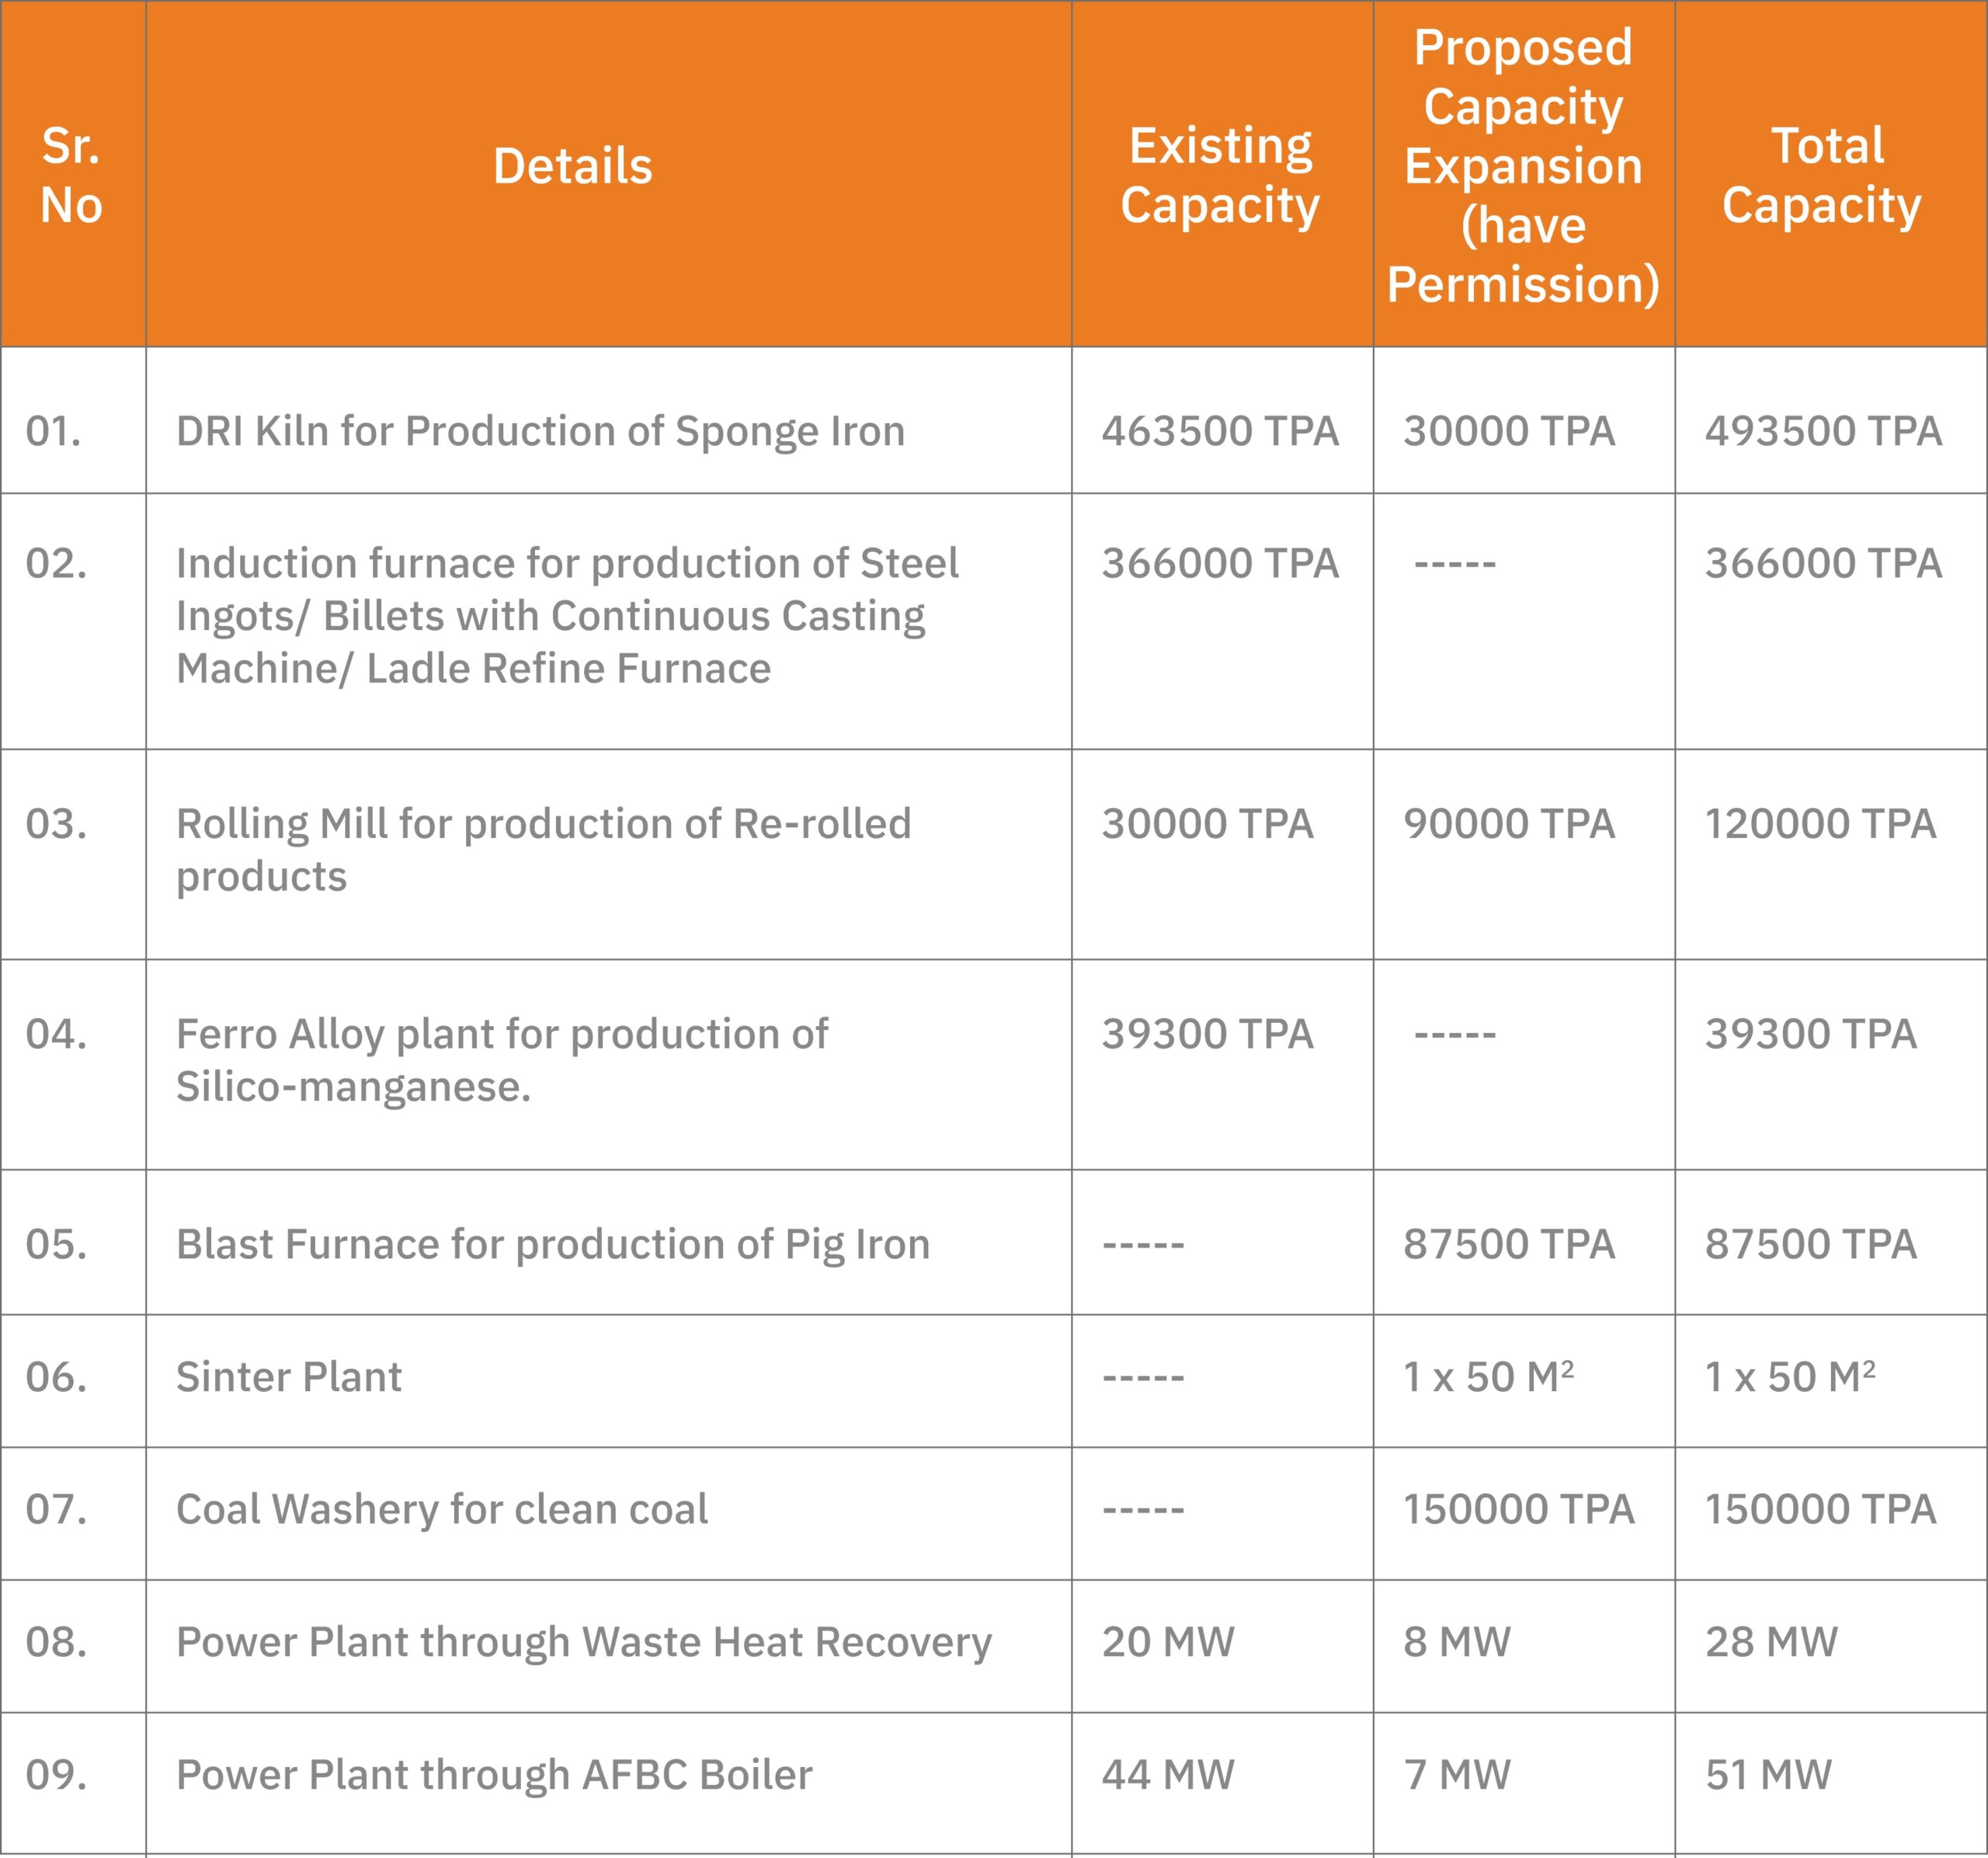 Sr.
No
Details
Existing
Capacity
Proposed
Capacity
Expansion
(have
Permission)
Total
Capacity
01.
DRI Kiln for Production of Sponge Iron
463500 TPA
30000 TPA
493500 TPA
02.
Induction furnace for production of Steel
Ingots/ Billets with Continuous Casting
Machine/ Ladle Refine Furnace
366000 TPA
-----
366000 TPA
03.
Rolling Mill for production of Re-rolled
products
30000 TPA
90000 TPA
120000 TPA
04.
Ferro Alloy plant for production of
Silico-manganese.
39300 TPA
-----
39300 TPA
05.
Blast Furnace for production of Pig Iron
-----
87500 TPA
87500 TPA
06.
Sinter Plant
-----
1 x 50 M²
1 x 50 M²
07.
Coal Washery for clean coal
-----
150000 TPA
150000 TPA
08.
Power Plant through Waste Heat Recovery
20 MW
8 MW
28 MW
09.
Power Plant through AFBC Boiler
44 MW
7 MW
51 MW